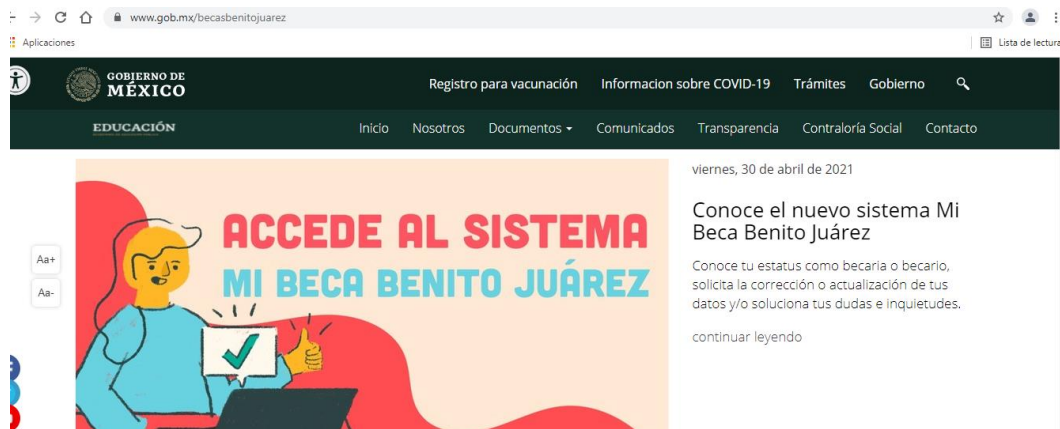 www.gob.mx/becasbenitojuarez
Aplicaciones
Lista de lectura
GOBIERNO DE
MÉXICO
Registro para vacunación Informacion sobre COVID-19 Trámites Gobierno
EDUCACIÓN
Inicio Nosotros Documentos Comunicados Transparencia Contraloría Social Contacto
ACCEDE AL SISTEMA
MI BECA BENITO JUÁREZ
viernes, 30 de abril de 2021
Conoce el nuevo sistema Mi
Beca Benito Juárez
Conoce tu estatus como becaria o becario,
solicita la corrección o actualización de tus
datos y/o soluciona tus dudas e inquietudes.
continuar leyendo
Aa+
Aa-